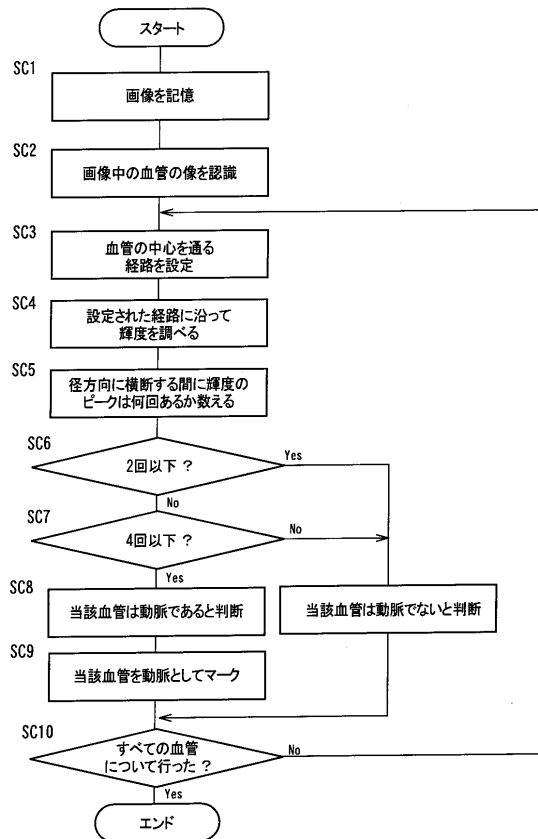 スタート
SC1
画像を記憶
SC2
画像中の血管の像を認識
SC3
血管の中心を通る
経路を設定
SC4
設定された経路に沿って
輝度を調べる
SC5
径方向に横断する間に輝度の
ピークは何回あるか数える
SC6
2回以下 ?
Yes
No
SC7
4回以下 ?
No
Yes
SC8
当該血管は動脈であると判断
当該血管は動脈でないと判断
SC9
当該血管を動脈としてマーク
SC10
すべての血管
について行った ?
No
Yes
エンド